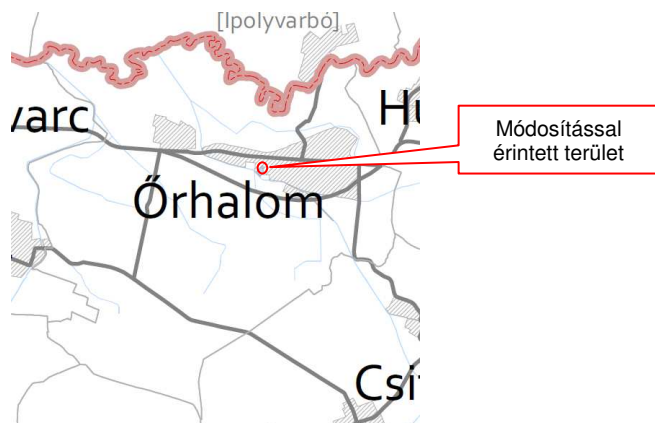 [Ipolyvarbó]
varc
Hu
Módosítással
érintett terület
Őrhalom
Csi